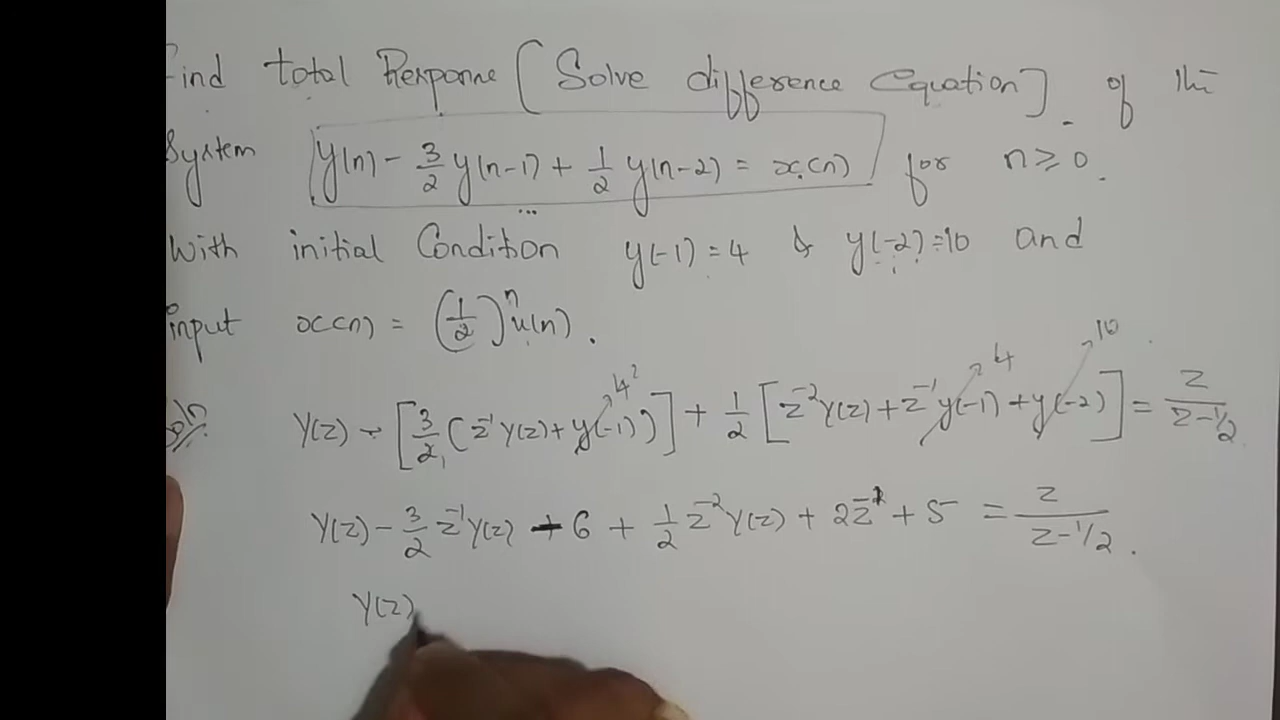 Find total Response [Solve difference Equation] of the
System y(n) - 3/2 y(n-1) + 1/2 y(n-2) = x(n) for n ≥ 0.
With initial Condition y(-1) = 4 & y(-2) = 10 and
input x(n) = (1/2)^n u(n).
Soln Y(z) - [3/2 (z^-1 Y(z) + y(-1))] + 1/2 [z^-2 Y(z) + z^-1 y(-1) + y(-2)] = z/(z - 1/2)
Y(z) - 3/2 z^-1 Y(z) - 6 + 1/2 z^-2 Y(z) + 2z^-1 + 5 = z/(z - 1/2).
Y(z)